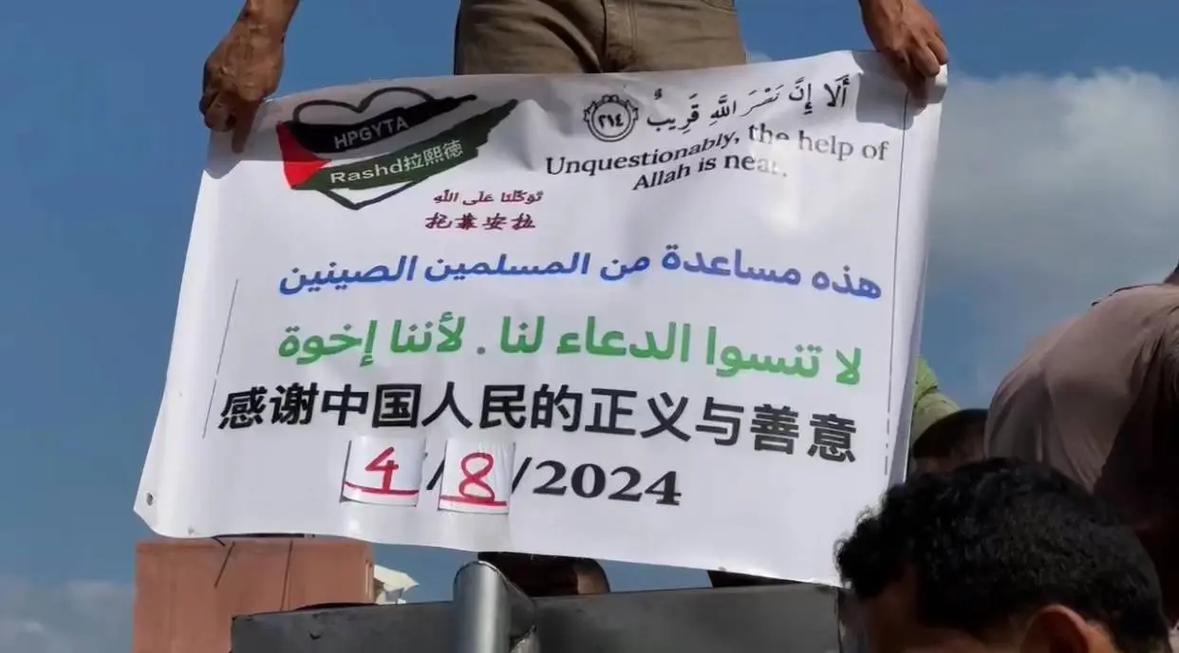 HPGYTA
Rashd拉熙德
أَلَا إِنَّ نَصْرَ اللَّهِ قَرِيبٌ ٢١٤
Unquestionably, the help of
Allah is near.
تَوَكَّلنَا عَلى اللهِ
托靠安拉
هذه مساعدة من المسلمين الصينين
لا تنسوا الدعاء لنا . لأننا إخوة
感谢中国人民的正义与善意
4/8/2024